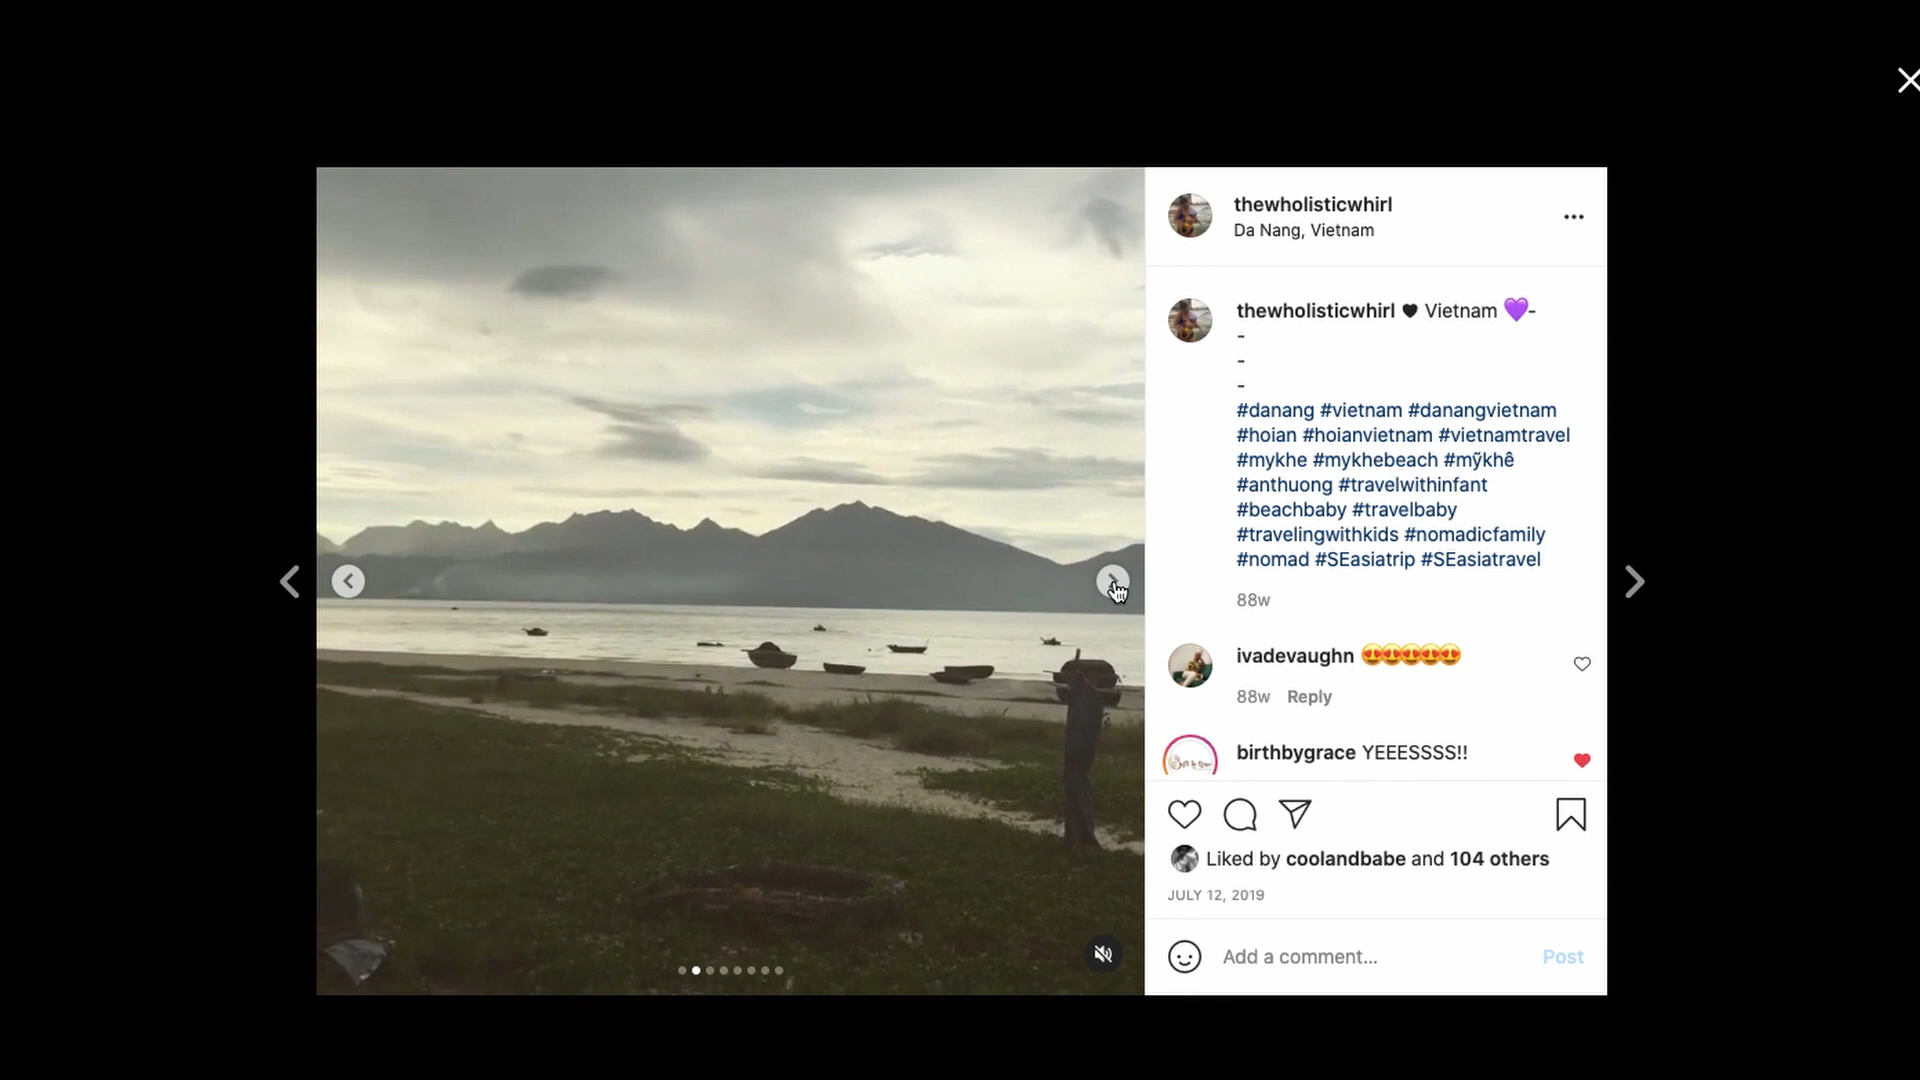 thewholisticwhirl
Da Nang, Vietnam
thewholisticwhirl 🖤 Vietnam 💜-
-
-
-
#danang #vietnam #danangvietnam
#hoian #hoianvietnam #vietnamtravel
#mykhe #mykhebeach #mỹkhê
#anthuong #travelwithinfant
#beachbaby #travelbaby
#travelingwithkids #nomadicfamily
#nomad #SEasiatrip #SEasiatravel
88w
ivadevaughn 😍😍😍😍😍
88w Reply
birthbygrace YEEESSSS!!
Liked by coolandbabe and 104 others
JULY 12, 2019
Add a comment...
Post